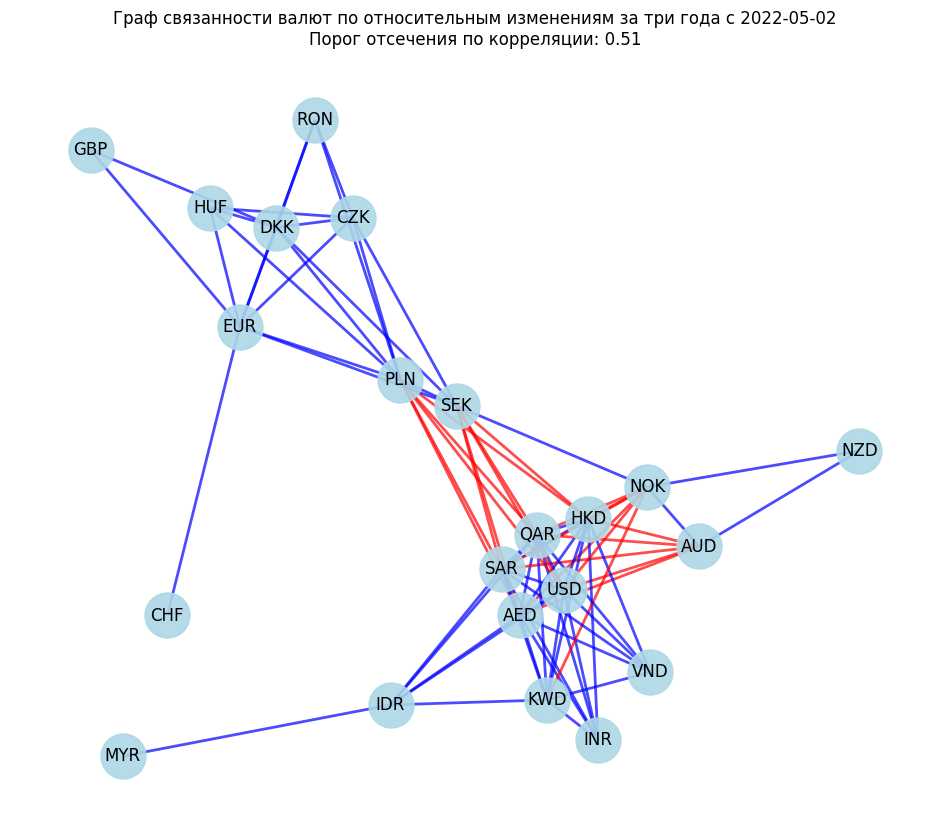 Граф связанности валют по относительным изменениям за три года с 2022-05-02
Порог отсечения по корреляции: 0.51
RON
GBP
HUF
CZK
DKK
EUR
PLN
SEK
NZD
NOK
HKD
QAR
AUD
SAR
USD
AED
CHF
VND
KWD
IDR
INR
MYR